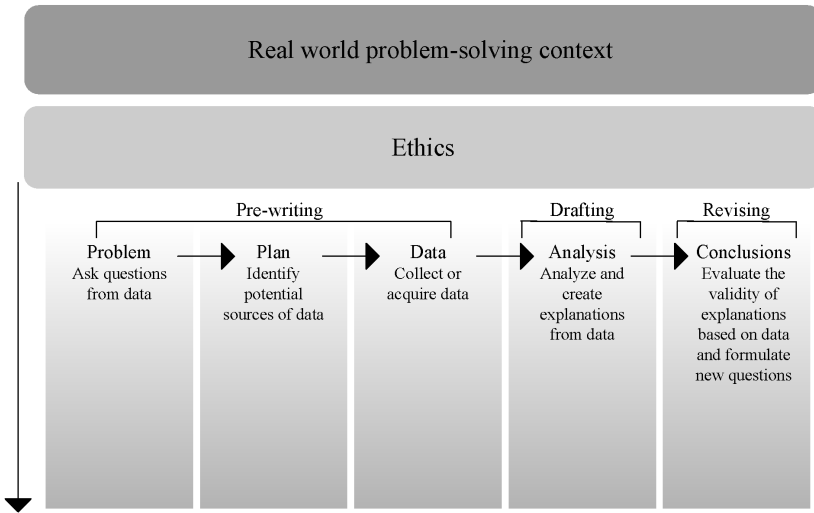 Real world problem-solving context
Ethics
Pre-writing
Drafting
Revising
Problem
Ask questions
from data
Plan
Identify
potential
sources of data
Data
Collect or
acquire data
Analysis
Analyze and
create
explanations
from data
Conclusions
Evaluate the
validity of
explanations
based on data
and formulate
new questions